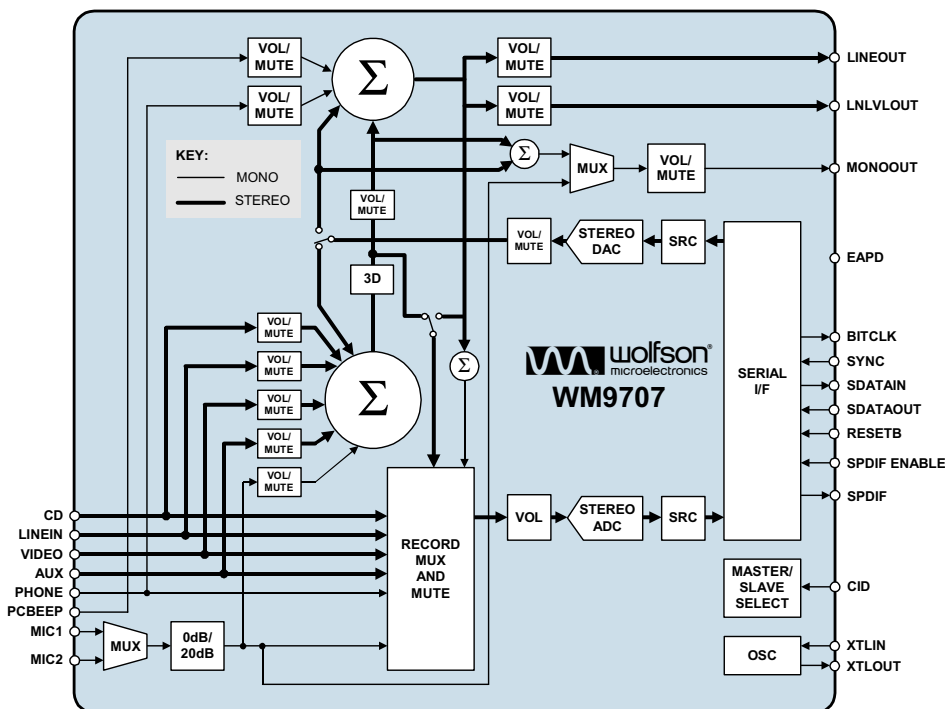 VOL/
MUTE
Σ
VOL/
MUTE
LINEOUT
VOL/
MUTE
VOL/
MUTE
LNLVLOUT
KEY:
MONO
STEREO
Σ
MUX
VOL/
MUTE
MONOOUT
VOL/
MUTE
VOL/
MUTE
STEREO
DAC
SRC
EAPD
3D
VOL/
MUTE
VOL/
MUTE
VOL/
MUTE
VOL/
MUTE
VOL/
MUTE
Σ
Σ
wolfson®
microelectronics
WM9707
SERIAL
I/F
BITCLK
SYNC
SDATAIN
SDATAOUT
RESETB
SPDIF ENABLE
SPDIF
CD
LINEIN
VIDEO
AUX
PHONE
PCBEEP
MIC1
MIC2
MUX
0dB/
20dB
RECORD
MUX
AND
MUTE
VOL
STEREO
ADC
SRC
MASTER/
SLAVE
SELECT
CID
OSC
XTLIN
XTLOUT